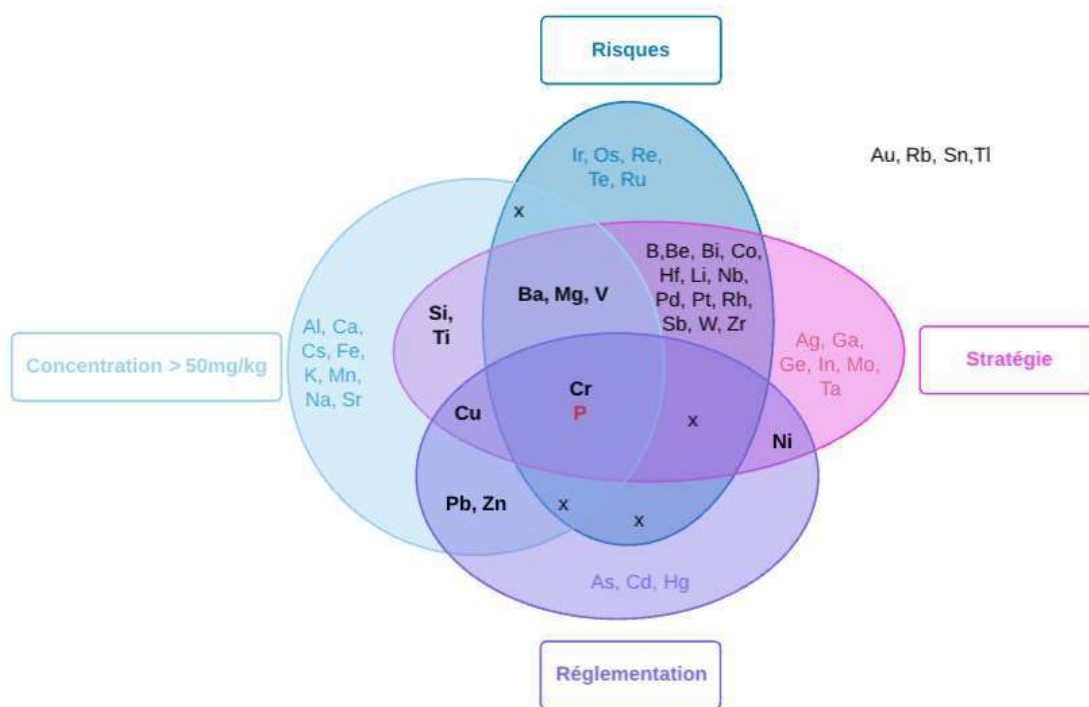 Risques
Ir, Os, Re,
Te, Ru
Au, Rb, Sn,Tl
x
B,Be, Bi, Co,
Hf, Li, Nb,
Pd, Pt, Rh,
Sb, W, Zr
Ba, Mg, V
Si,
Ti
Al, Ca,
Cs, Fe,
K, Mn,
Na, Sr
Concentration > 50mg/kg
Ag, Ga,
Ge, In, Mo,
Ta
Stratégie
Cr
P
Cu
x
Ni
Pb, Zn
x
x
As, Cd, Hg
Réglementation